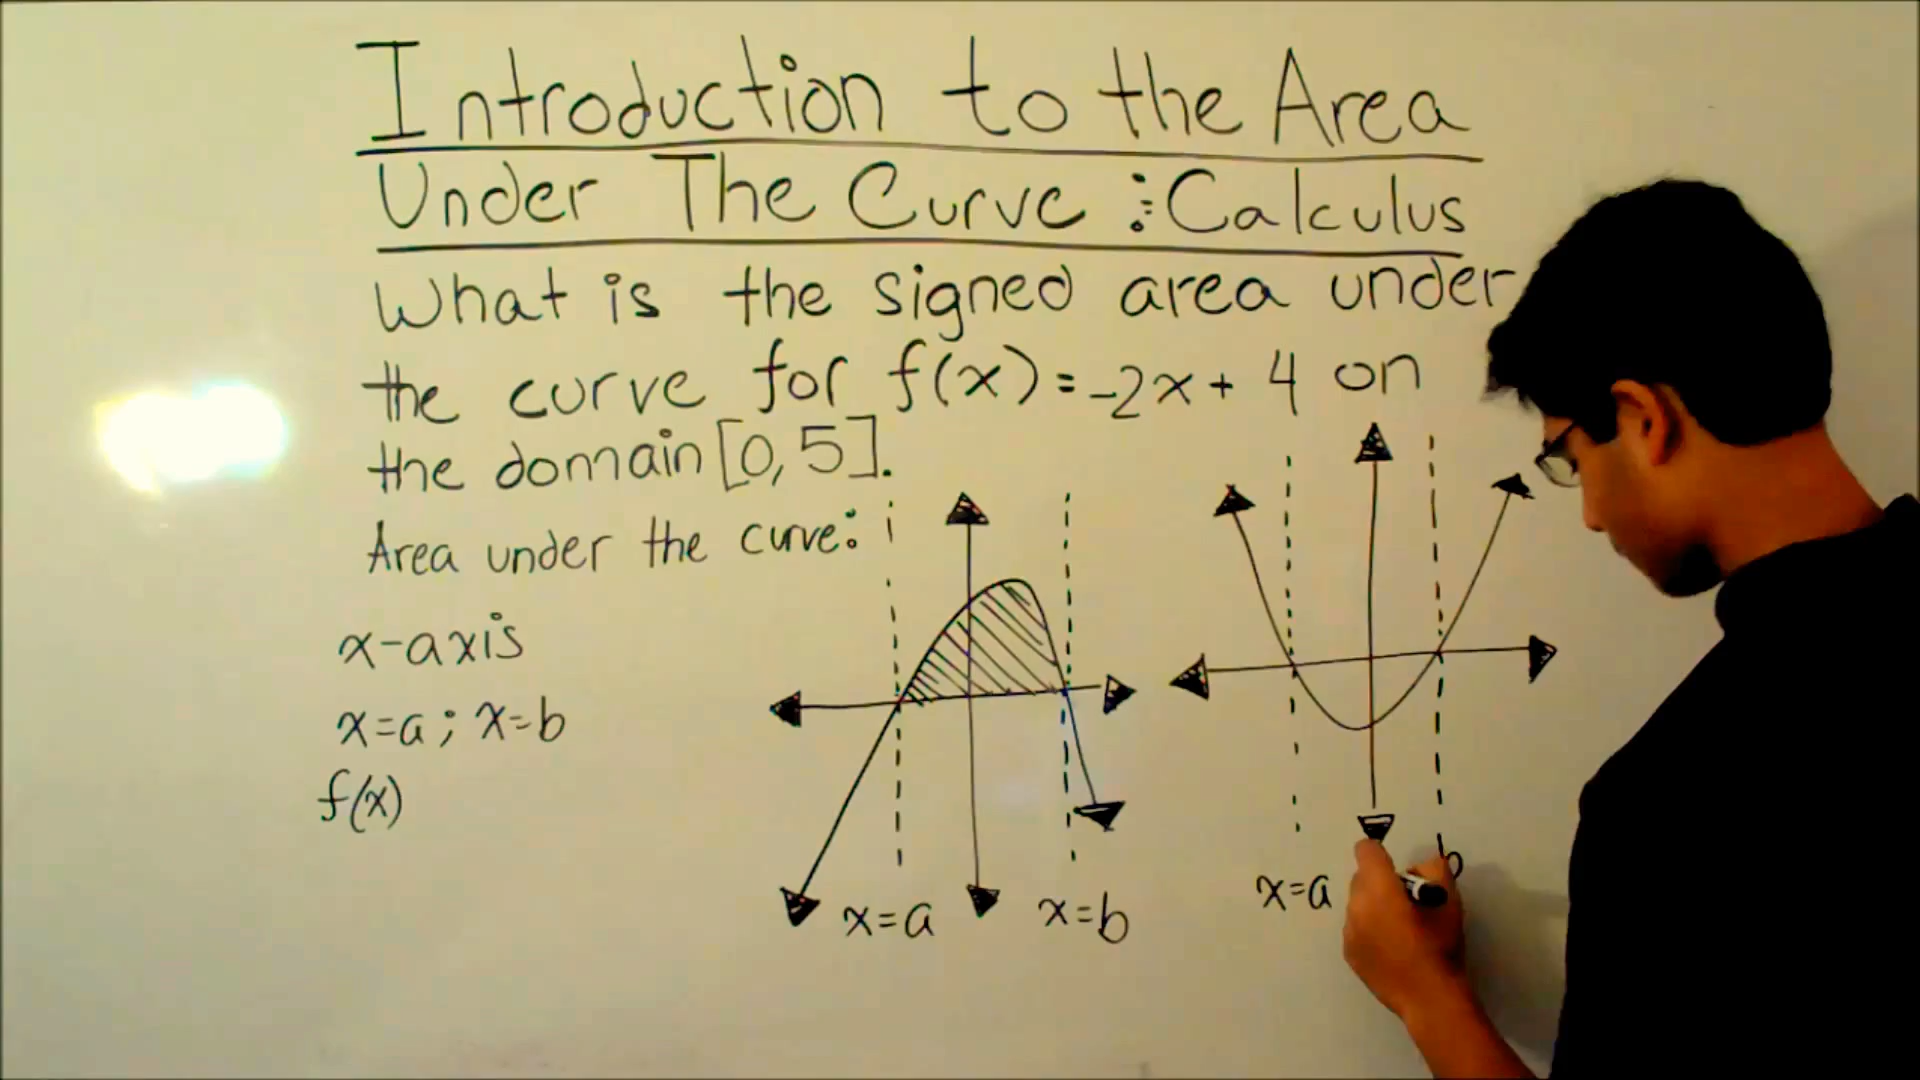 Introduction to the Area
Under The Curve : Calculus
What is the signed area under
the curve for f(x) = -2x + 4 on
the domain [0, 5].
Area under the curve:
x-axis
x=a ; x=b
f(x)
x=a
x=b
x=a
b